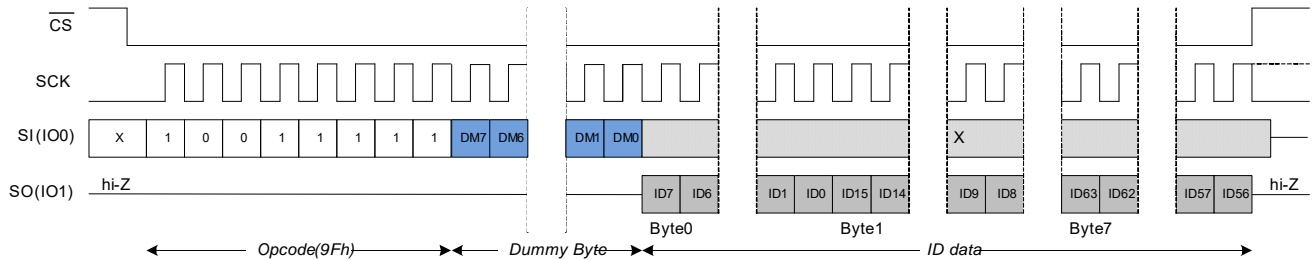 CS
SCK
SI(IO0) X 1 0 0 1 1 1 1 1 DM7 DM6 DM1 DM0 X
hi-Z hi-Z
SO(IO1) ID7 ID6 ID1 ID0 ID15 ID14 ID9 ID8 ID63 ID62 ID57 ID56
Byte0 Byte1 Byte7
Opcode(9Fh) Dummy Byte ID data